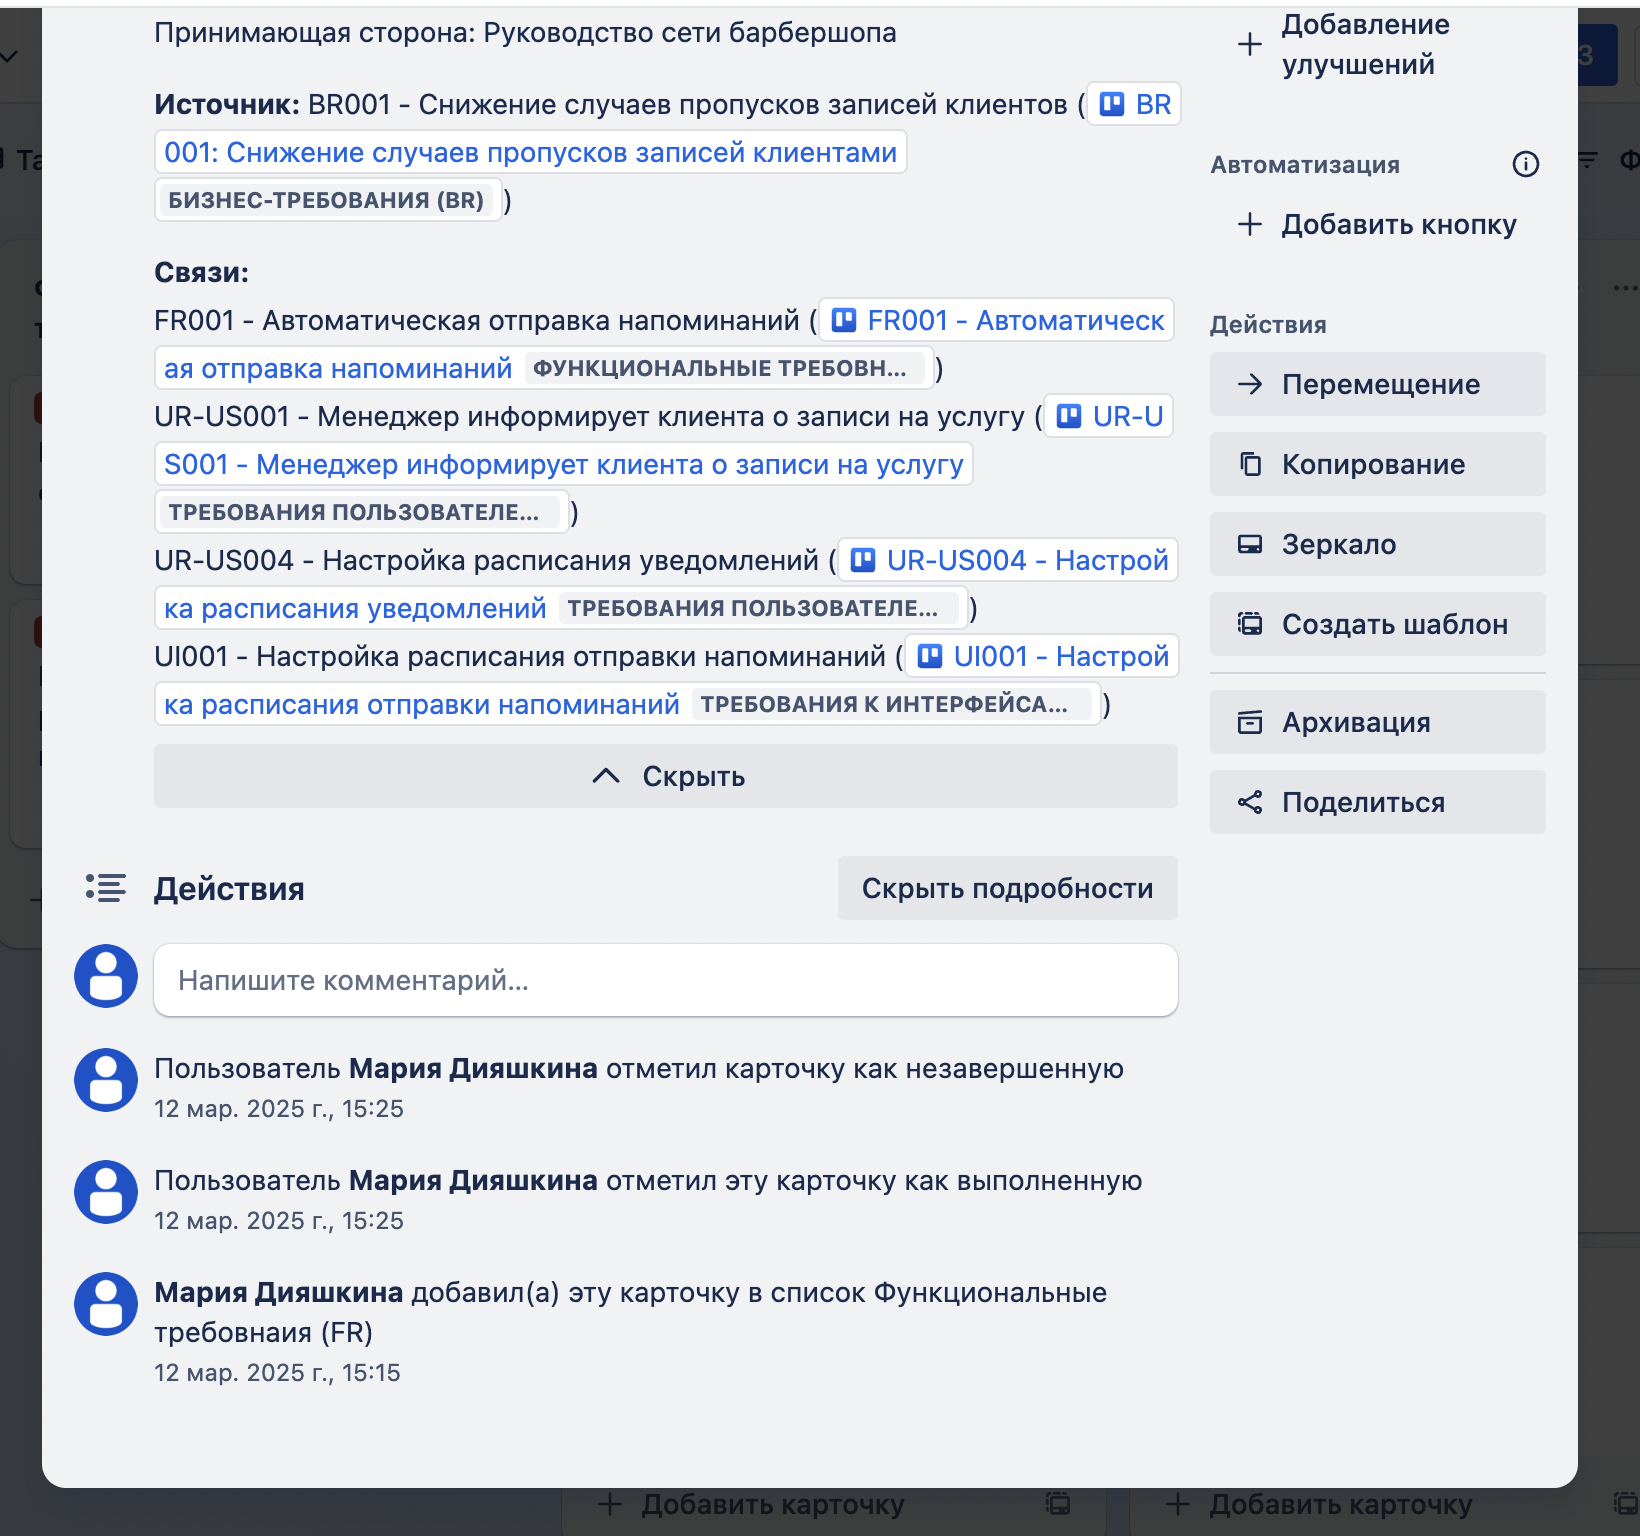 Принимающая сторона: Руководство сети барбершопа
Источник: BR001 - Снижение случаев пропусков записей клиентов ( BR
001: Снижение случаев пропусков записей клиентами
БИЗНЕС-ТРЕБОВАНИЯ (BR) )
Связи:
FR001 - Автоматическая отправка напоминаний ( FR001 - Автоматическ
ая отправка напоминаний ФУНКЦИОНАЛЬНЫЕ ТРЕБОВН... )
UR-US001 - Менеджер информирует клиента о записи на услугу ( UR-U
S001 - Менеджер информирует клиента о записи на услугу
ТРЕБОВАНИЯ ПОЛЬЗОВАТЕЛЕ... )
UR-US004 - Настройка расписания уведомлений ( UR-US004 - Настрой
ка расписания уведомлений ТРЕБОВАНИЯ ПОЛЬЗОВАТЕЛЕ... )
UI001 - Настройка расписания отправки напоминаний ( UI001 - Настрой
ка расписания отправки напоминаний ТРЕБОВАНИЯ К ИНТЕРФЕЙСА... )
Скрыть
Действия
Скрыть подробности
Напишите комментарий...
Пользователь Мария Дияшкина отметил карточку как незавершенную
12 мар. 2025 г., 15:25
Пользователь Мария Дияшкина отметил эту карточку как выполненную
12 мар. 2025 г., 15:25
Мария Дияшкина добавил(а) эту карточку в список Функциональные
требовнаия (FR)
12 мар. 2025 г., 15:15
Добавление
улучшений
Автоматизация
Добавить кнопку
Действия
Перемещение
Копирование
Зеркало
Создать шаблон
Архивация
Поделиться
Добавить карточку
Добавить карточку